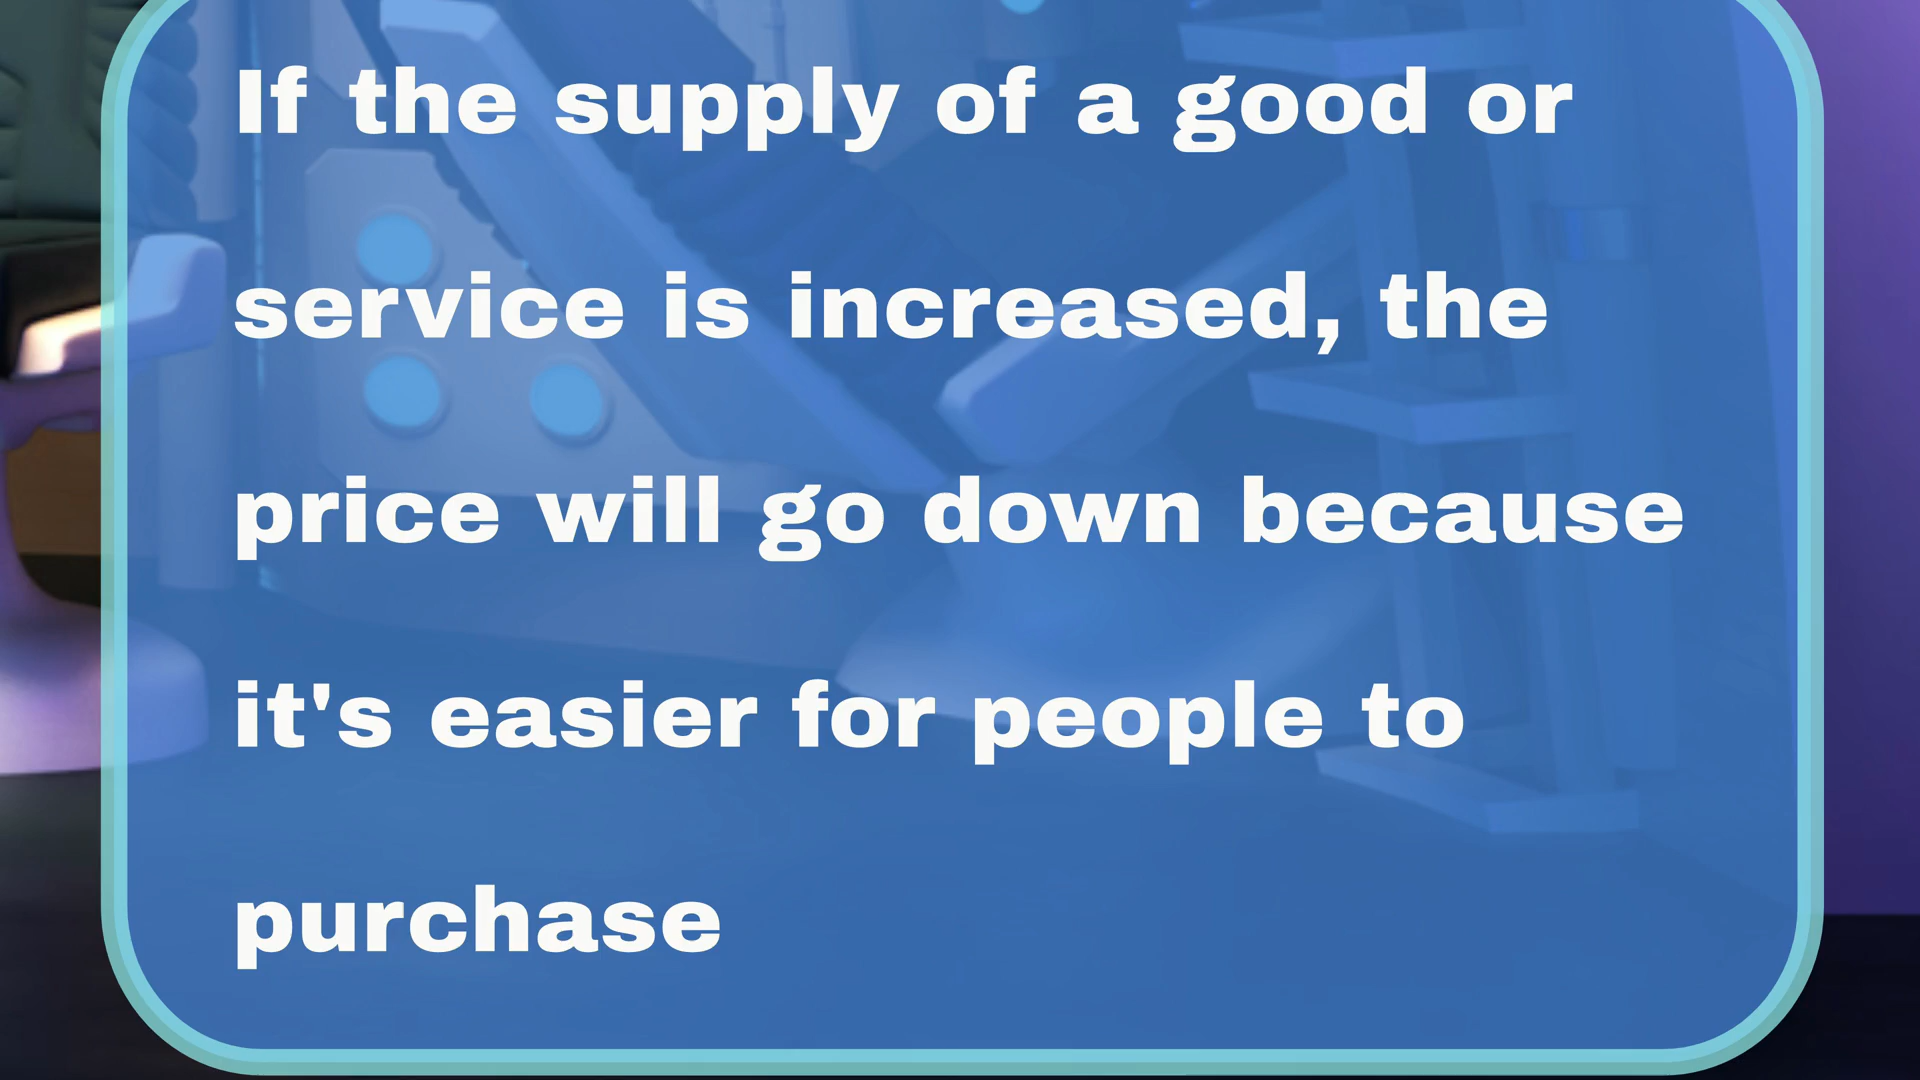 If the supply of a good or
service is increased, the
price will go down because
it's easier for people to
purchase